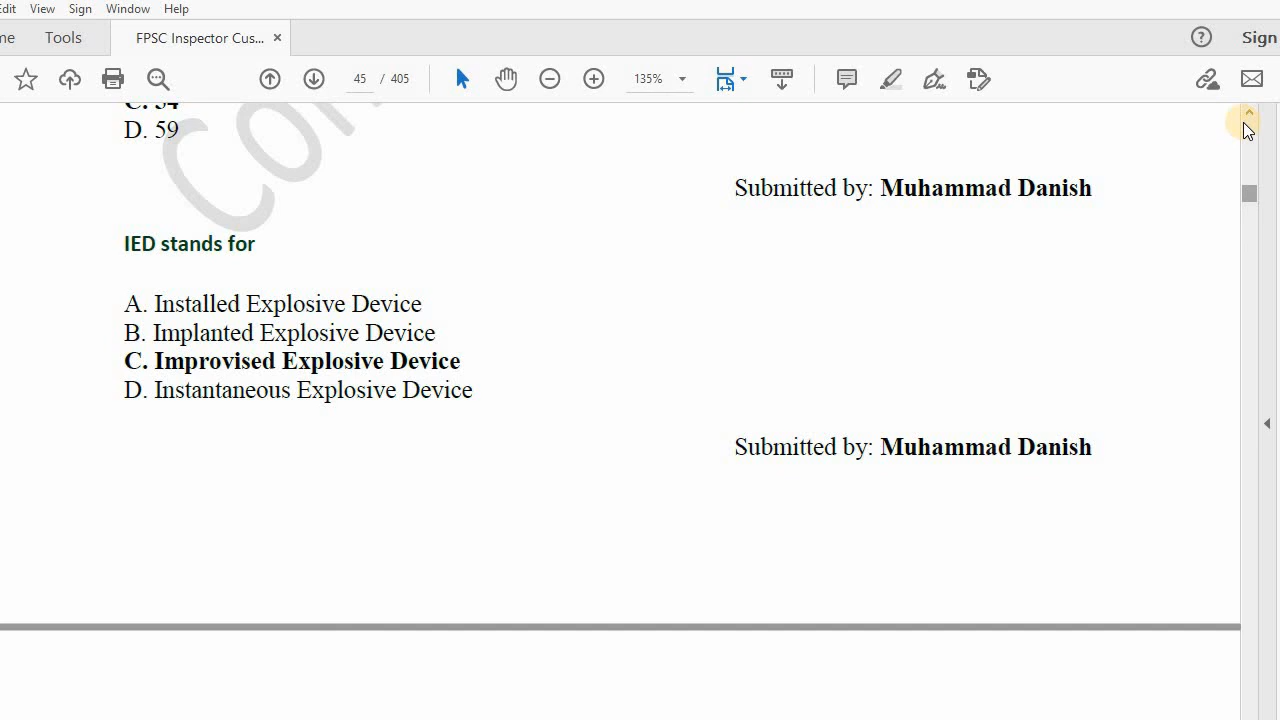 Edit View Sign Window Help
me Tools FPSC Inspector Cus... ×
Sign
45 / 405 135%
C. 54
D. 59
Submitted by: Muhammad Danish
IED stands for
A. Installed Explosive Device
B. Implanted Explosive Device
C. Improvised Explosive Device
D. Instantaneous Explosive Device
Submitted by: Muhammad Danish